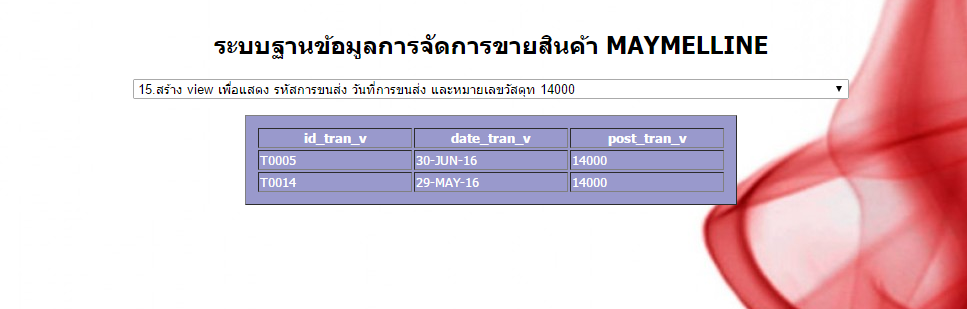 ระบบฐานข้อมูลการจัดการขายสินค้า MAYMELLINE
15.สร้าง view เพื่อแสดง รหัสการขนส่ง วันที่การขนส่ง และหมายเลขวัสดุท 14000
id_tran_v date_tran_v post_tran_v
T0005 30-JUN-16 14000
T0014 29-MAY-16 14000